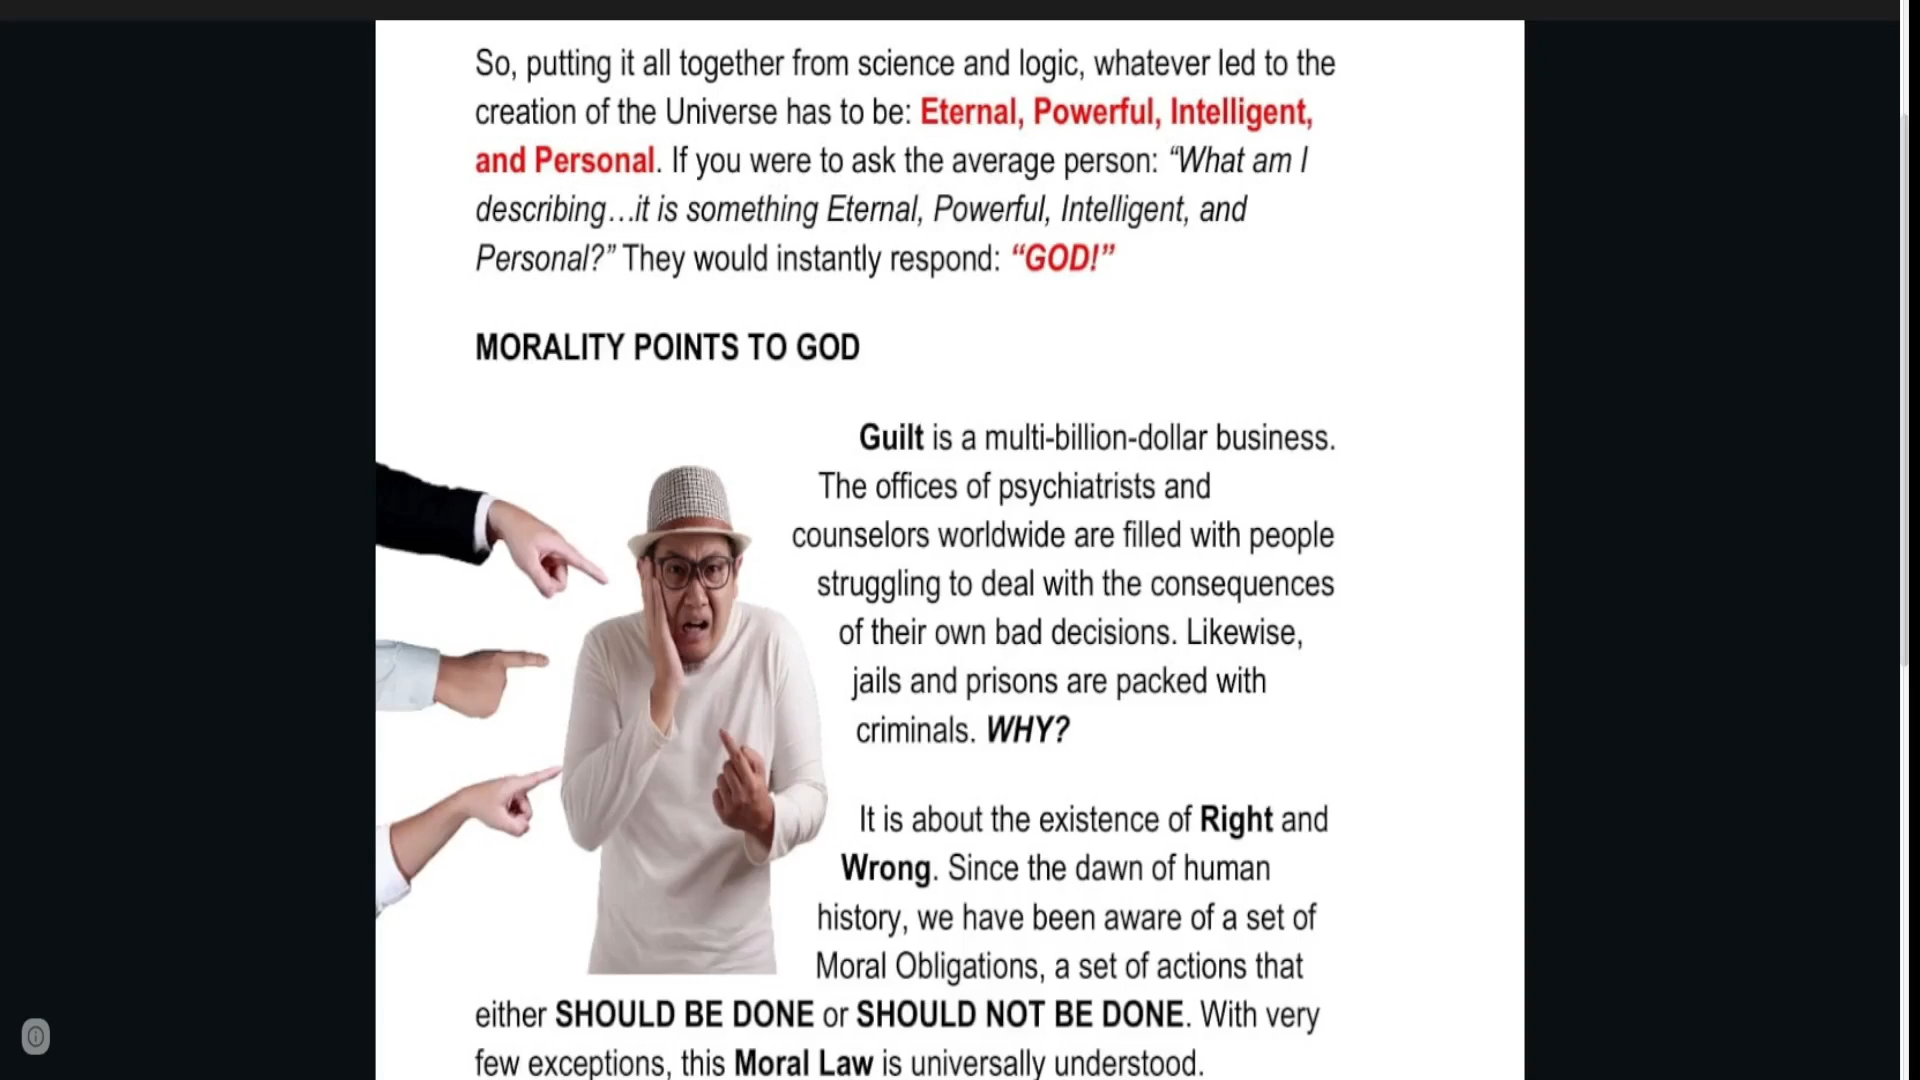 So, putting it all together from science and logic, whatever led to the
creation of the Universe has to be: Eternal, Powerful, Intelligent,
and Personal. If you were to ask the average person: “What am I
describing…it is something Eternal, Powerful, Intelligent, and
Personal?” They would instantly respond: “GOD!”
MORALITY POINTS TO GOD
Guilt is a multi-billion-dollar business.
The offices of psychiatrists and
counselors worldwide are filled with people
struggling to deal with the consequences
of their own bad decisions. Likewise,
jails and prisons are packed with
criminals. WHY?
It is about the existence of Right and
Wrong. Since the dawn of human
history, we have been aware of a set of
Moral Obligations, a set of actions that
either SHOULD BE DONE or SHOULD NOT BE DONE. With very
few exceptions, this Moral Law is universally understood.